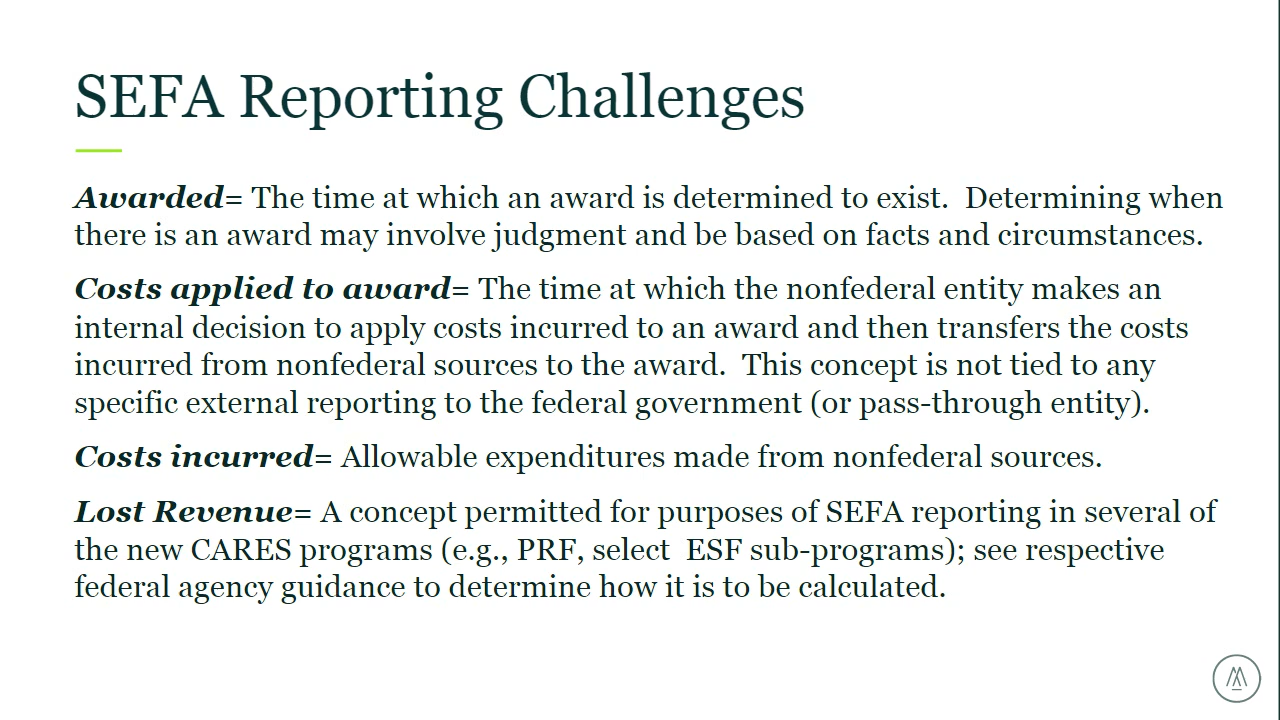 SEFA Reporting Challenges
Awarded= The time at which an award is determined to exist.  Determining when
there is an award may involve judgment and be based on facts and circumstances.
Costs applied to award= The time at which the nonfederal entity makes an
internal decision to apply costs incurred to an award and then transfers the costs
incurred from nonfederal sources to the award.  This concept is not tied to any
specific external reporting to the federal government (or pass-through entity).
Costs incurred= Allowable expenditures made from nonfederal sources.
Lost Revenue= A concept permitted for purposes of SEFA reporting in several of
the new CARES programs (e.g., PRF, select  ESF sub-programs); see respective
federal agency guidance to determine how it is to be calculated.